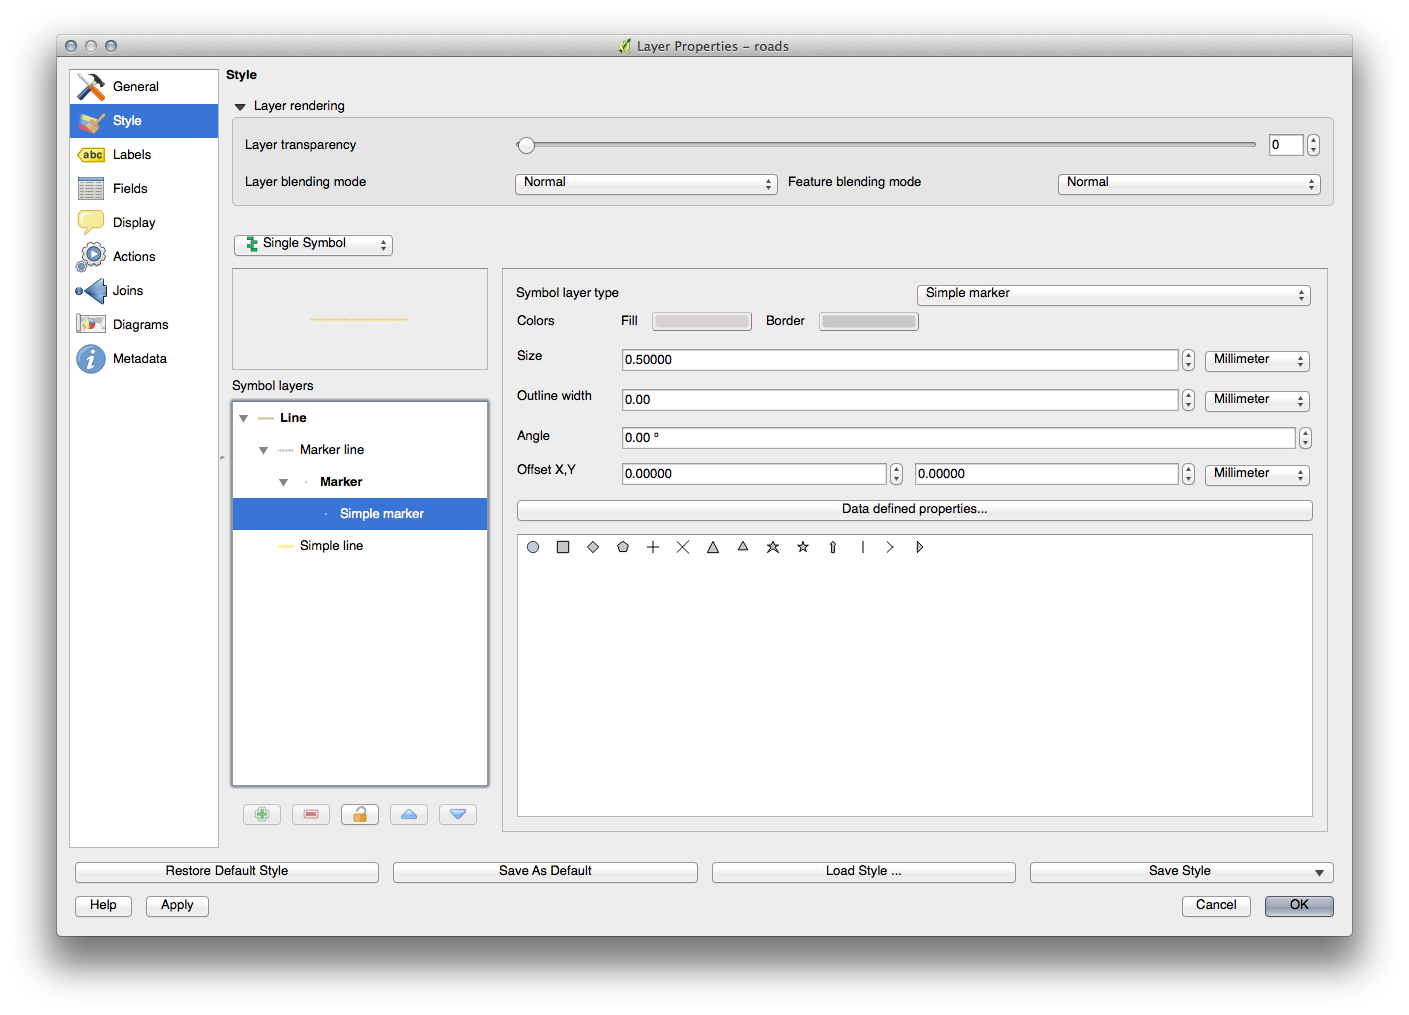 Layer Properties – roads
General
Style
Labels
Fields
Display
Actions
Joins
Diagrams
Metadata
abc
i
Style
Layer rendering
Layer transparency
0
Layer blending mode
Normal
Feature blending mode
Normal
Single Symbol
Symbol layers
Line
Marker line
Marker
Simple marker
Simple line
Symbol layer type
Simple marker
Colors
Fill
Border
Size
0.50000
Millimeter
Outline width
0.00
Millimeter
Angle
0.00 °
Offset X,Y
0.00000
0.00000
Millimeter
Data defined properties...
Restore Default Style
Save As Default
Load Style ...
Save Style
Help
Apply
Cancel
OK